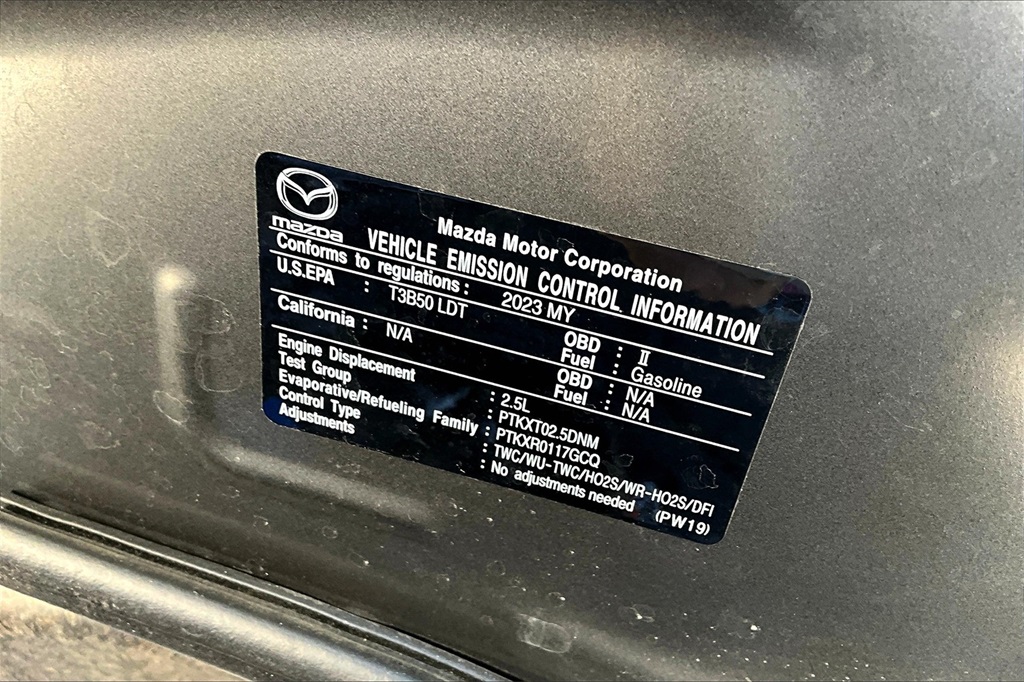 mazda
Mazda Motor Corporation
VEHICLE EMISSION CONTROL INFORMATION
Conforms to regulations : 2023 MY
U.S.EPA : T3B50 LDT OBD : II
Fuel : Gasoline
California : N/A OBD : N/A
Fuel : N/A
Engine Displacement : 2.5L
Test Group : PTKXT02.5DNM
Evaporative/Refueling Family : PTKXR0117GCQ
Control Type : TWC/WU-TWC/HO2S/WR-HO2S/DFI
Adjustments : No adjustments needed (PW19)